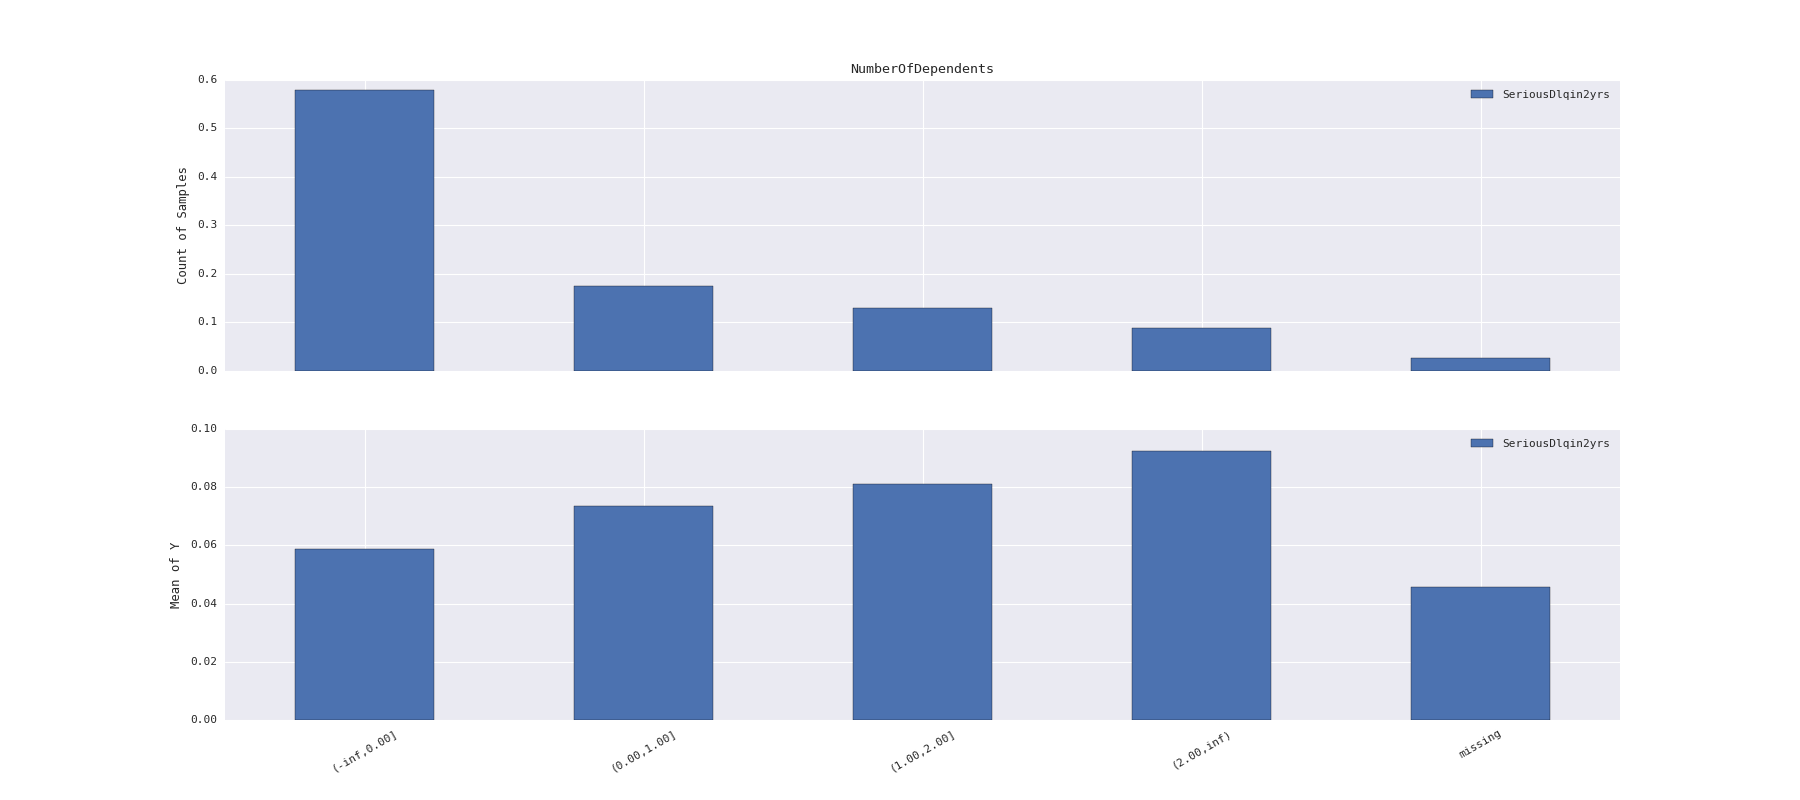 NumberOfDependents
SeriousDlqin2yrs
Count of Samples
0.6
0.5
0.4
0.3
0.2
0.1
0.0
SeriousDlqin2yrs
Mean of Y
0.10
0.08
0.06
0.04
0.02
0.00
(-inf,0.00]
(0.00,1.00]
(1.00,2.00]
(2.00,inf)
missing